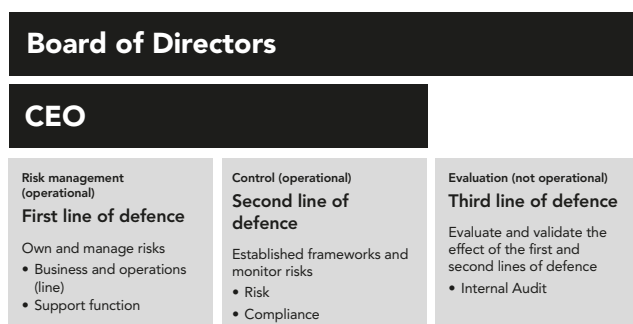 Board of Directors
CEO
Risk management
(operational)
First line of defence
Own and manage risks
• Business and operations
(line)
• Support function
Control (operational)
Second line of
defence
Established frameworks and
monitor risks
• Risk
• Compliance
Evaluation (not operational)
Third line of defence
Evaluate and validate the
effect of the first and
second lines of defence
• Internal Audit